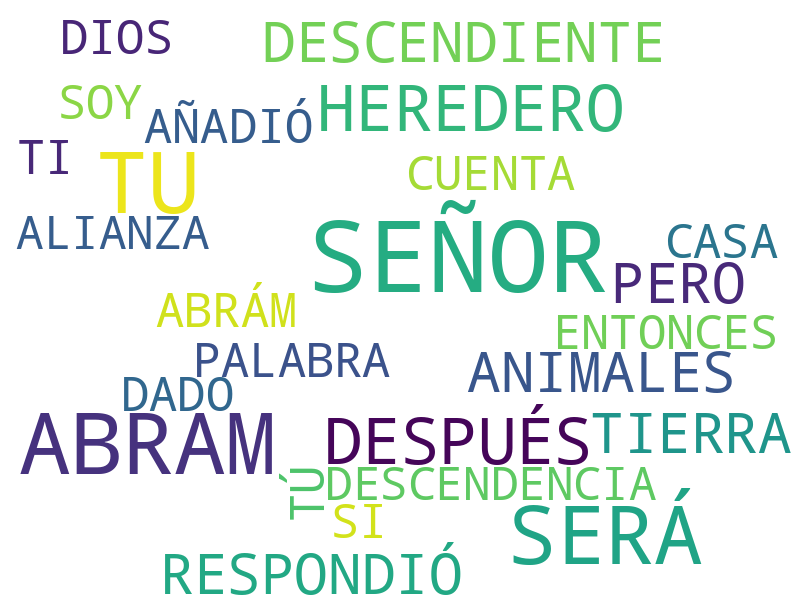 DIOS
DESCENDIENTE
SOY
AÑADIÓ
HEREDERO
TI
TU
CUENTA
ALIANZA
SEÑOR
CASA
PERO
ABRÁM
ENTONCES
PALABRA
ANIMALES
DADO
ABRAM
DESPUÉS
TIERRA
TÚ
DESCENDENCIA
SI
SERÁ
RESPONDIÓ